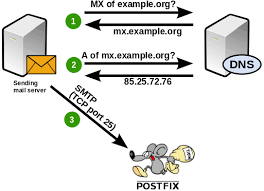 MX of example.org?
1
mx.example.org
A of mx.example.org?
2
85.25.72.76
DNS
Sending
mail server
SMTP
(TCP port 25)
3
POSTFIX